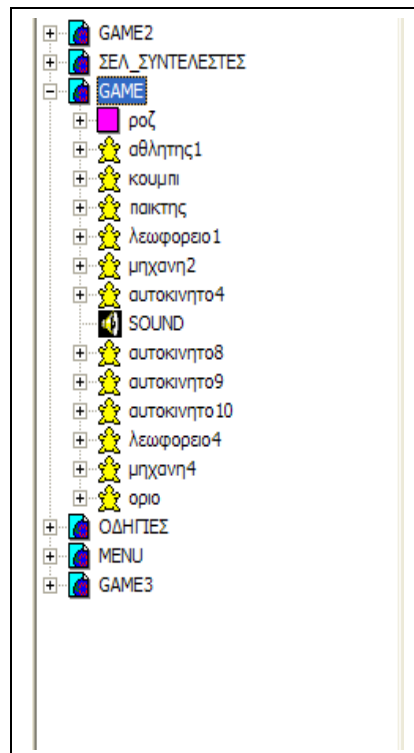 GAME2
ΣΕΛ_ΣΥΝΤΕΛΕΣΤΕΣ
GAME
ροζ
αθλητης1
κουμπι
παικτης
λεωφορειο1
μηχανη2
αυτοκινητο4
SOUND
αυτοκινητο8
αυτοκινητο9
αυτοκινητο10
λεωφορειο4
μηχανη4
οριο
ΟΔΗΓΙΕΣ
MENU
GAME3